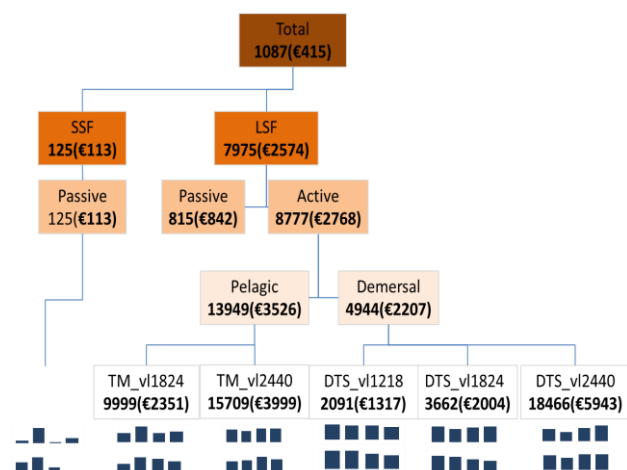 Total
1087(€415)
SSF
125(€113)
LSF
7975(€2574)
Passive
125(€113)
Passive
815(€842)
Active
8777(€2768)
Pelagic
13949(€3526)
Demersal
4944(€2207)
TM_vl1824
9999(€2351)
TM_vl2440
15709(€3999)
DTS_vl1218
2091(€1317)
DTS_vl1824
3662(€2004)
DTS_vl2440
18466(€5943)